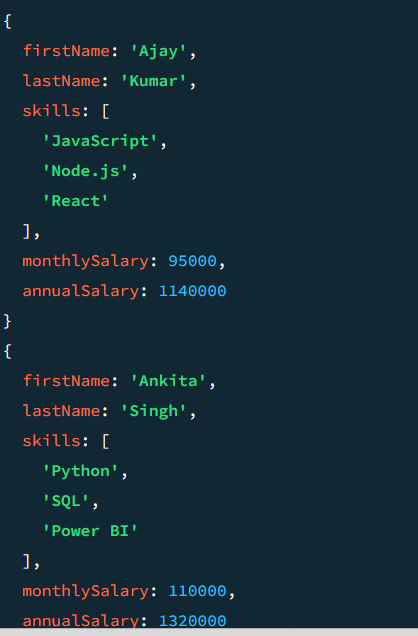 {
  firstName: 'Ajay',
  lastName: 'Kumar',
  skills: [
    'JavaScript',
    'Node.js',
    'React'
  ],
  monthlySalary: 95000,
  annualSalary: 1140000
}
{
  firstName: 'Ankita',
  lastName: 'Singh',
  skills: [
    'Python',
    'SQL',
    'Power BI'
  ],
  monthlySalary: 110000,
  annualSalary: 1320000